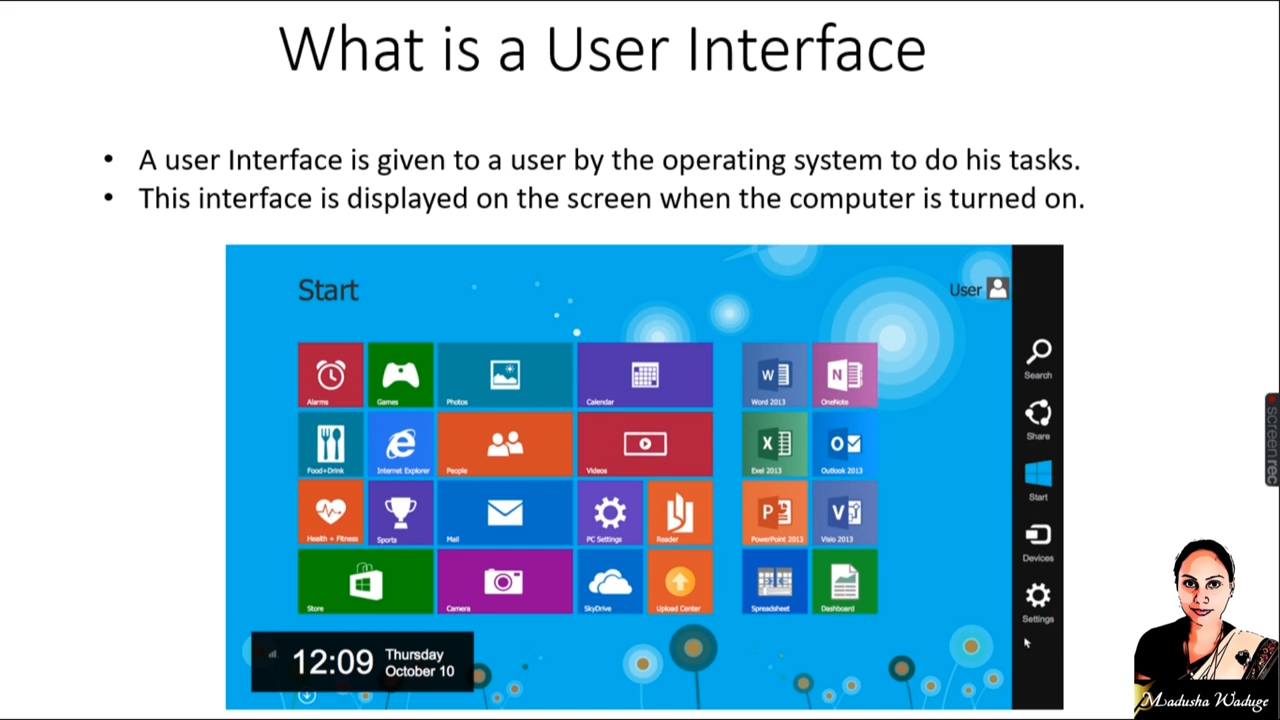 What is a User Interface
• A user Interface is given to a user by the operating system to do his tasks.
• This interface is displayed on the screen when the computer is turned on.
Start
User
Alarms
Games
Photos
Calendar
Word 2013
OneNote
Search
Food+Drink
Internet Explorer
People
Videos
Exel 2013
Outlook 2013
Share
Health + Fitness
Sports
Mail
PC Settings
Reader
PowerPoint 2013
Visio 2013
Start
Store
Camera
SkyDrive
Upload Center
Spreadsheet
Dashboard
Devices
Settings
12:09
Thursday
October 10
screenrec
Madusha Waduge